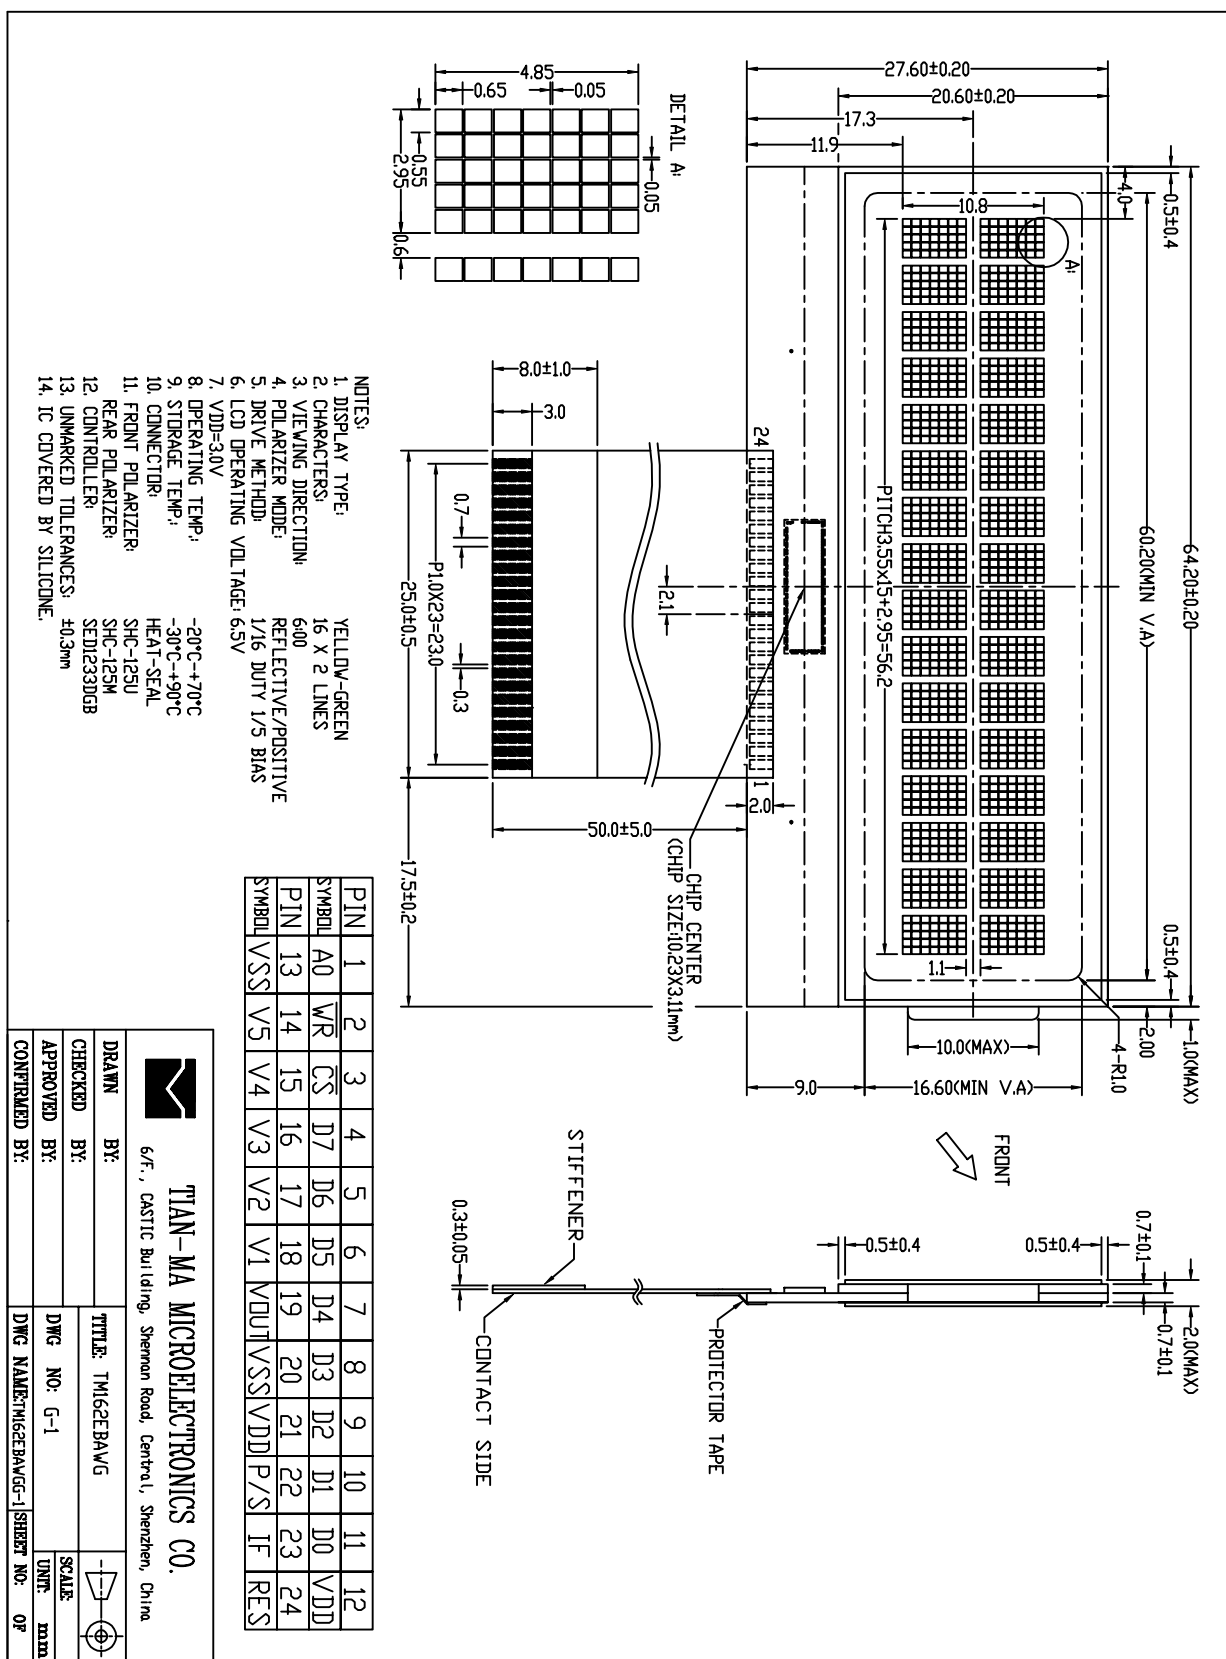 64.20±0.20
60.20(MIN V.A)
0.5±0.4
4.0
0.5±0.4
2.00
1.0(MAX)
4-R1.0
PITCH3.55x15+2.95=56.2
10.8
A:
1.1
27.60±0.20
20.60±0.20
17.3
11.9
10.0(MAX)
16.60(MIN V.A)
9.0
CHIP CENTER
(CHIP SIZE:10.23X3.11mm)
24
1
2.1
2.0
50.0±5.0
8.0±1.0
3.0
0.7
P1.0X23=23.0
0.3
25.0±0.5
17.5±0.2
DETAIL A:
4.85
0.65
0.05
0.05
0.55
2.95
0.6
FRONT
0.7±0.1
2.0(MAX)
0.7±0.1
0.5±0.4
0.5±0.4
PROTECTOR TAPE
STIFFENER
CONTACT SIDE
0.3±0.05
NOTES:
1. DISPLAY TYPE: YELLOW-GREEN
2. CHARACTERS: 16 X 2 LINES
3. VIEWING DIRECTION: 6:00
4. POLARIZER MODE: REFLECTIVE/POSITIVE
5. DRIVE METHOD: 1/16 DUTY 1/5 BIAS
6. LCD OPERATING VOLTAGE: 6.5V
7. VDD=3.0V
8. OPERATING TEMP.: -20°C-+70°C
9. STORAGE TEMP.: -30°C-+90°C
10. CONNECTOR: HEAT-SEAL
11. FRONT POLARIZER: SHC-125U
REAR POLARIZER: SHC-125M
12. CONTROLLER: SED1233DGB
13. UNMARKED TOLERANCES: ±0.3mm
14. IC COVERED BY SILICONE.
PIN 1 2 3 4 5 6 7 8 9 10 11 12
SYMBOL A0 WR CS D7 D6 D5 D4 D3 D2 D1 D0 VDD
PIN 13 14 15 16 17 18 19 20 21 22 23 24
SYMBOL VSS V5 V4 V3 V2 V1 VOUT VSS VDD P/S IF RES
TIAN-MA MICROELECTRONICS CO.
6/F., CASTIC Building, Shennan Road, Central, Shenzhen, China
DRAWN BY:
CHECKED BY:
APPROVED BY:
CONFIRMED BY:
TITLE: TM162EBAWG
DWG NO: G-1
DWG NAME:TM162EBAWGG-1
SCALE:
UNIT: mm
SHEET NO: OF